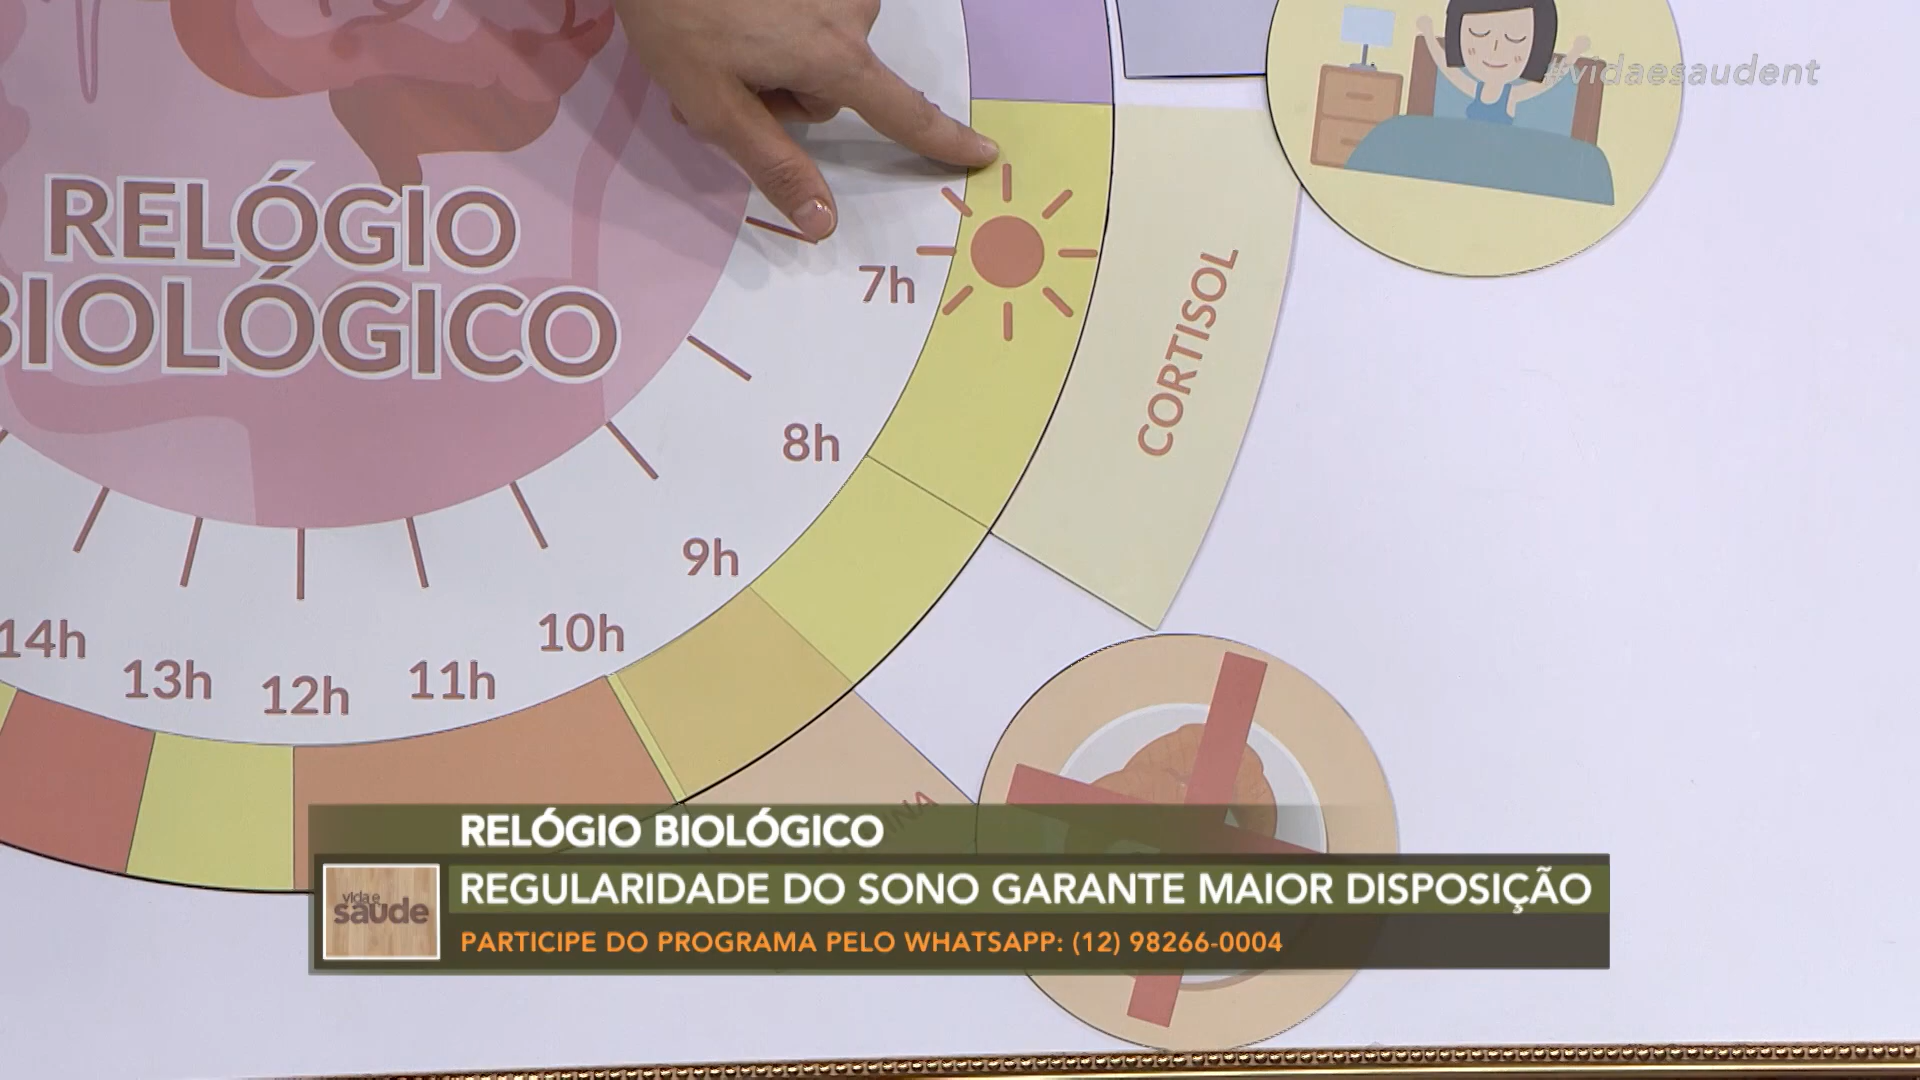 #vidaesaudent
RELÓGIO
BIOLÓGICO
7h
8h
9h
10h
11h
12h
13h
14h
CORTISOL
RELÓGIO BIOLÓGICO
vida e
saúde
REGULARIDADE DO SONO GARANTE MAIOR DISPOSIÇÃO
PARTICIPE DO PROGRAMA PELO WHATSAPP: (12) 98266-0004